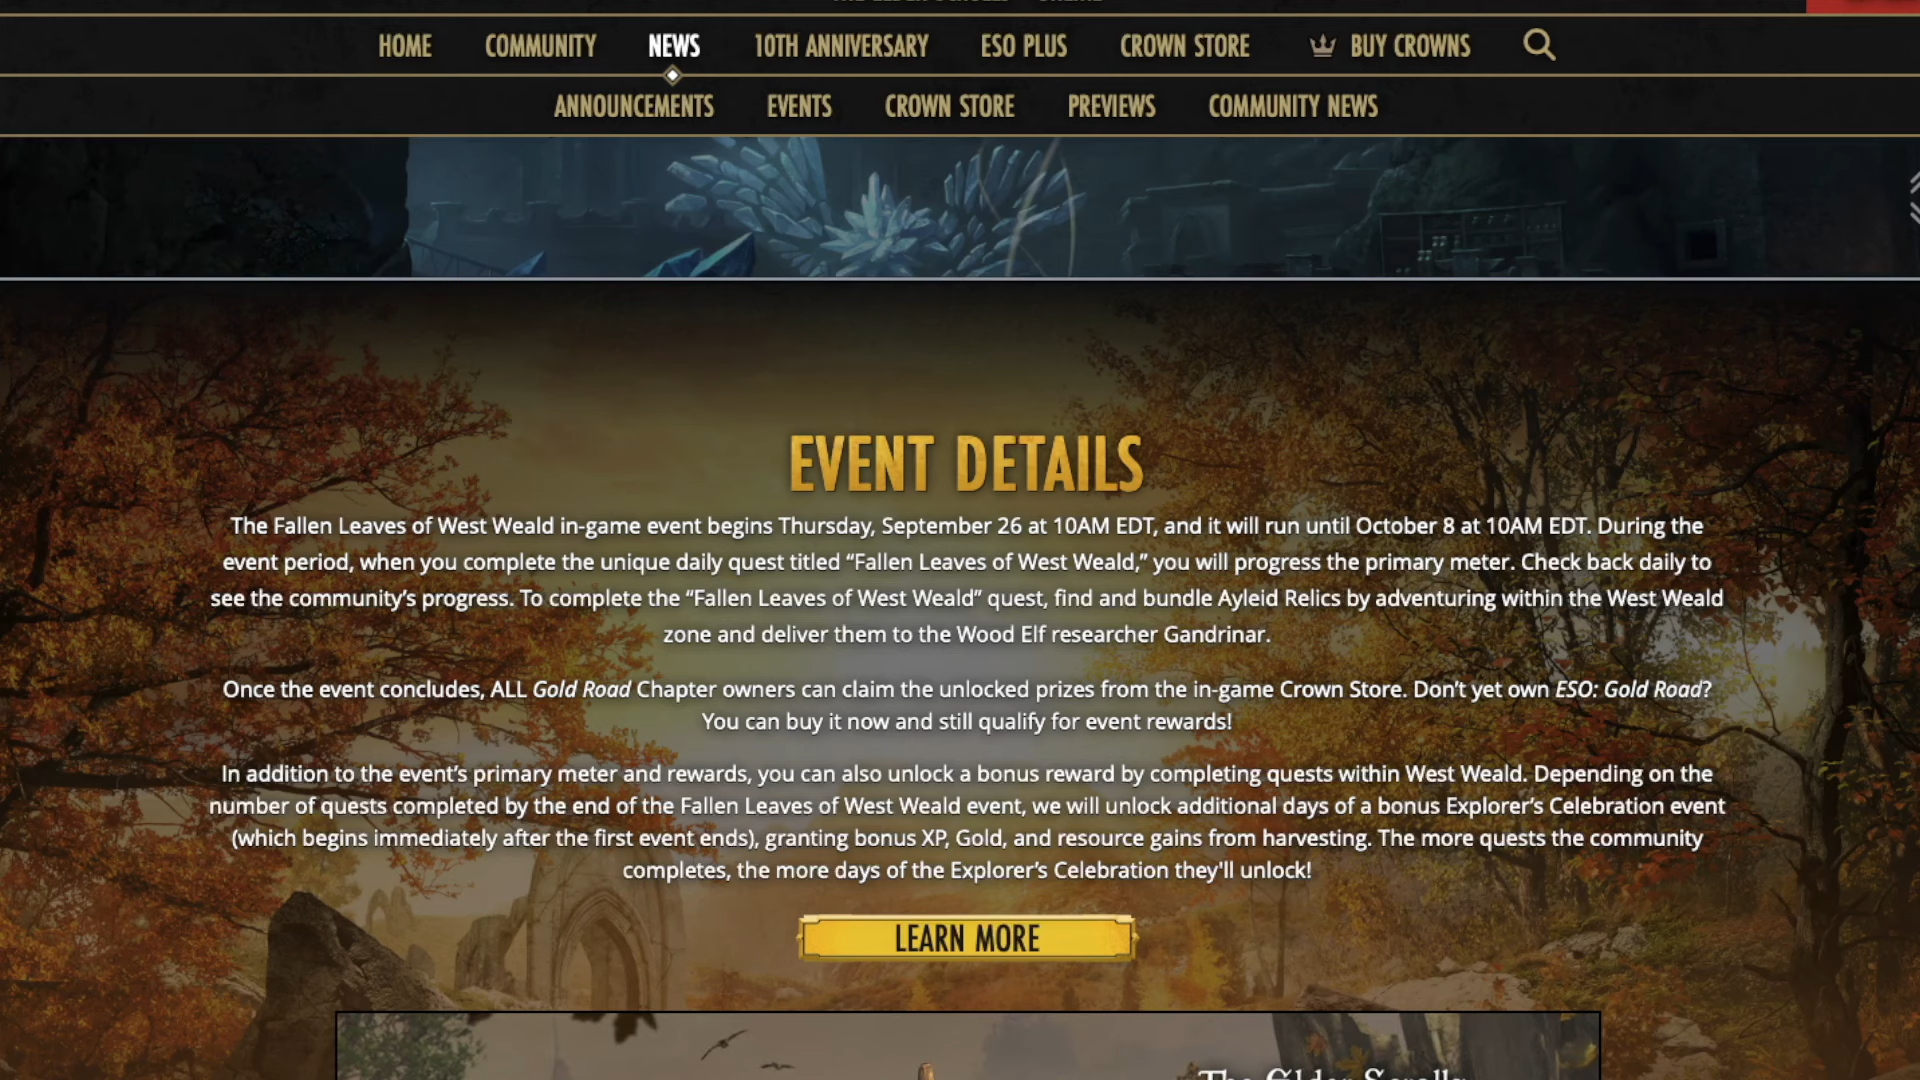 HOME COMMUNITY NEWS 10TH ANNIVERSARY ESO PLUS CROWN STORE BUY CROWNS
ANNOUNCEMENTS EVENTS CROWN STORE PREVIEWS COMMUNITY NEWS
EVENT DETAILS
The Fallen Leaves of West Weald in-game event begins Thursday, September 26 at 10AM EDT, and it will run until October 8 at 10AM EDT. During the
event period, when you complete the unique daily quest titled “Fallen Leaves of West Weald,” you will progress the primary meter. Check back daily to
see the community’s progress. To complete the “Fallen Leaves of West Weald” quest, find and bundle Ayleid Relics by adventuring within the West Weald
zone and deliver them to the Wood Elf researcher Gandrinar.
Once the event concludes, ALL Gold Road Chapter owners can claim the unlocked prizes from the in-game Crown Store. Don’t yet own ESO: Gold Road?
You can buy it now and still qualify for event rewards!
In addition to the event’s primary meter and rewards, you can also unlock a bonus reward by completing quests within West Weald. Depending on the
number of quests completed by the end of the Fallen Leaves of West Weald event, we will unlock additional days of a bonus Explorer’s Celebration event
(which begins immediately after the first event ends), granting bonus XP, Gold, and resource gains from harvesting. The more quests the community
completes, the more days of the Explorer’s Celebration they'll unlock!
LEARN MORE
The Elder Scrolls